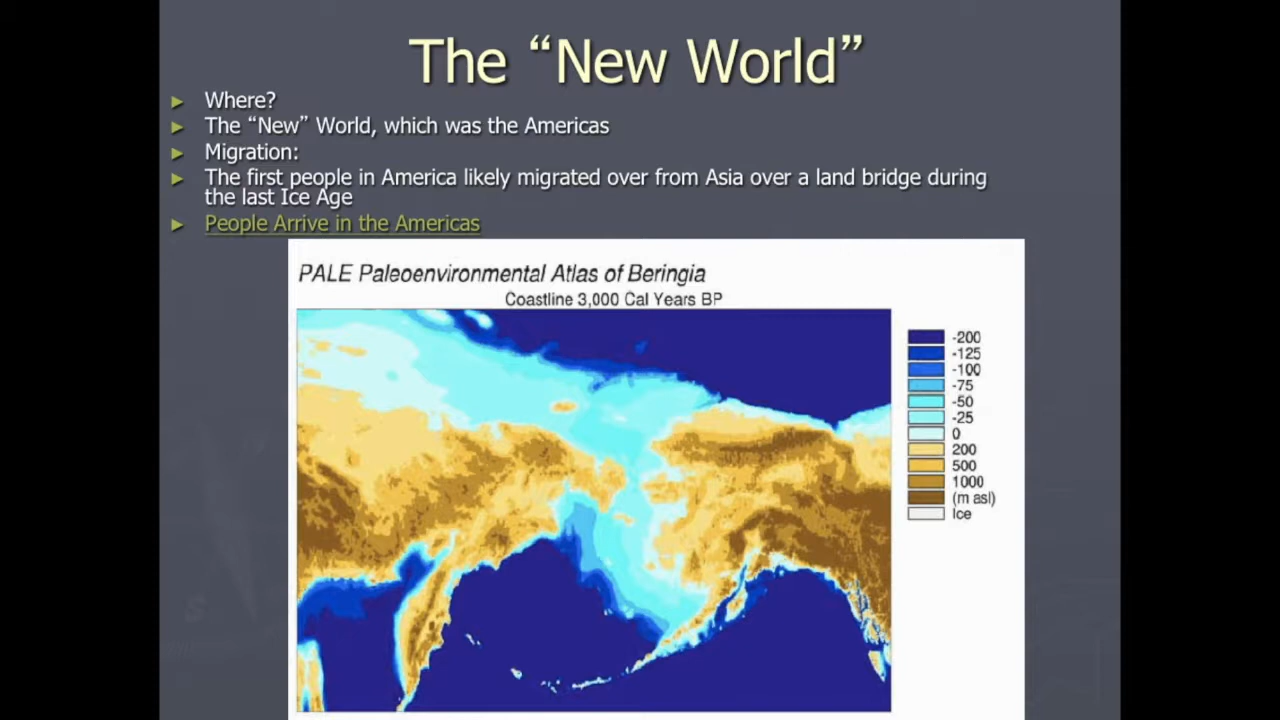 The “New World”
Where?
The “New” World, which was the Americas
Migration:
The first people in America likely migrated over from Asia over a land bridge during
the last Ice Age
People Arrive in the Americas
PALE Paleoenvironmental Atlas of Beringia
Coastline 3,000 Cal Years BP
-200
-125
-100
-75
-50
-25
0
200
500
1000
(m asl)
Ice
S